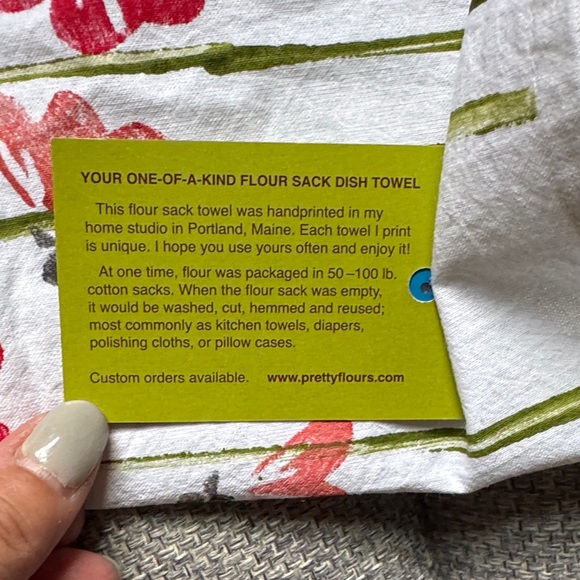 YOUR ONE-OF-A-KIND FLOUR SACK DISH TOWEL
This flour sack towel was handprinted in my
home studio in Portland, Maine. Each towel I print
is unique. I hope you use yours often and enjoy it!
At one time, flour was packaged in 50–100 lb.
cotton sacks. When the flour sack was empty,
it would be washed, cut, hemmed and reused;
most commonly as kitchen towels, diapers,
polishing cloths, or pillow cases.
Custom orders available. www.prettyflours.com